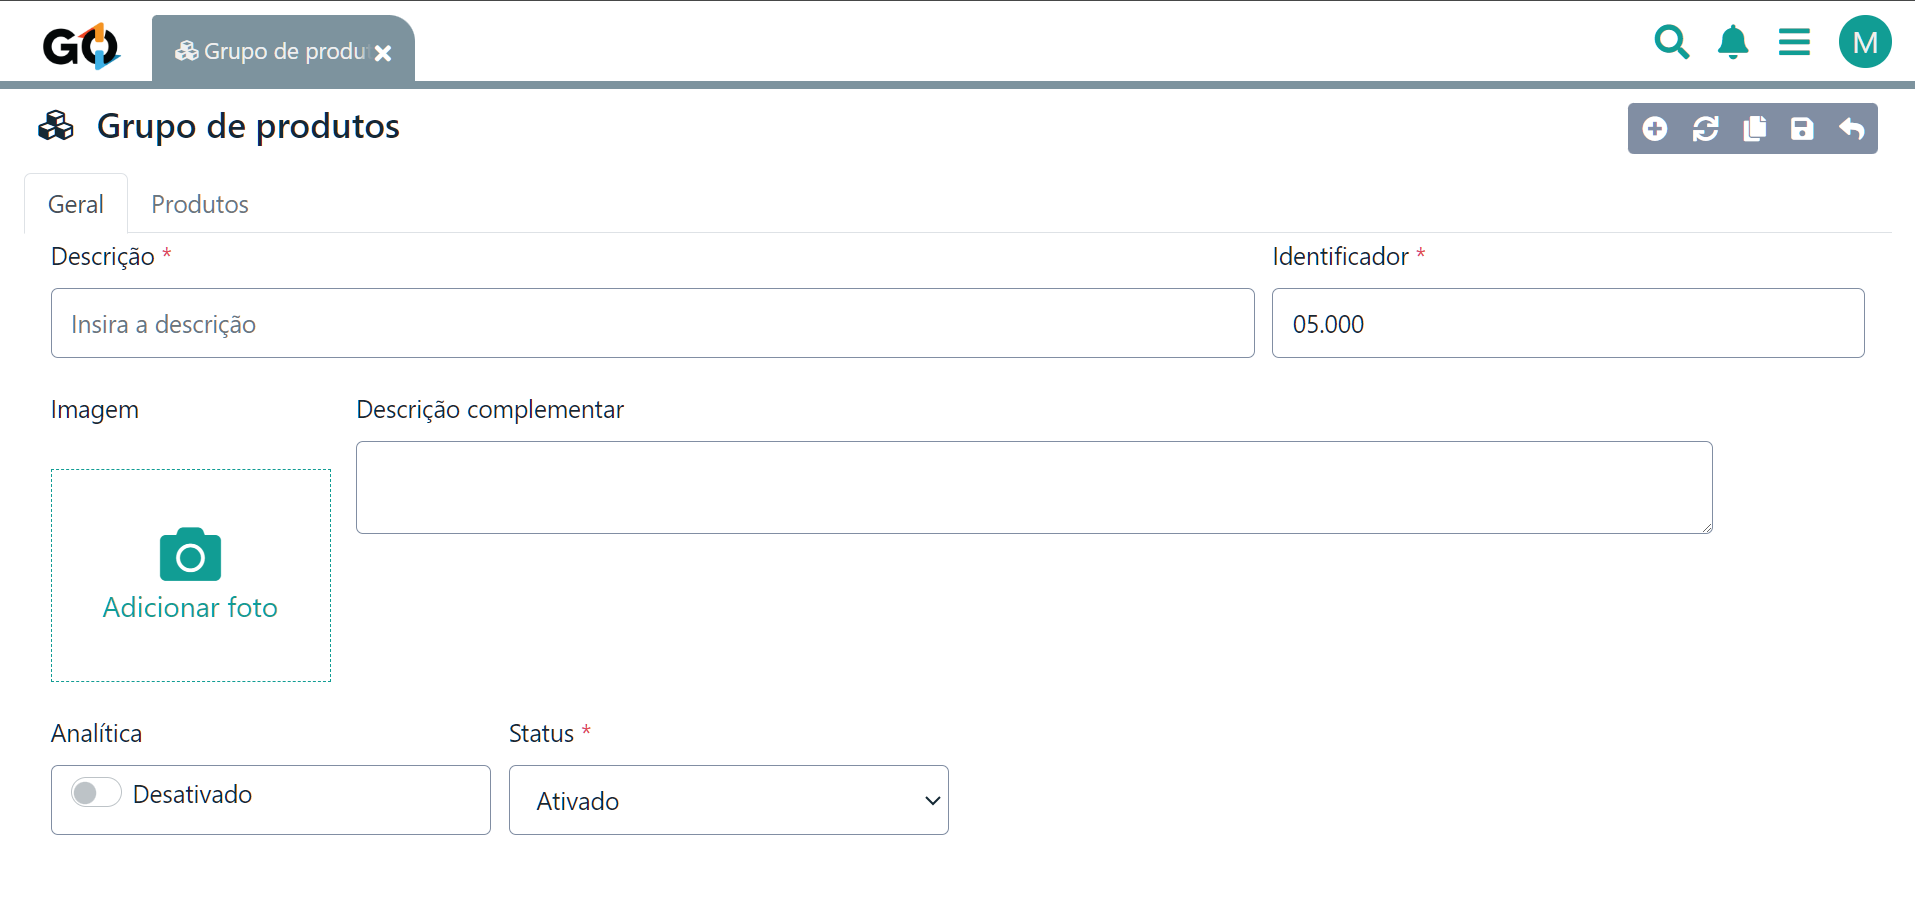 GO
Grupo de produt
M
Grupo de produtos
Geral
Produtos
Descrição *
Identificador *
Insira a descrição
05.000
Imagem
Descrição complementar
Adicionar foto
Analítica
Status *
Desativado
Ativado